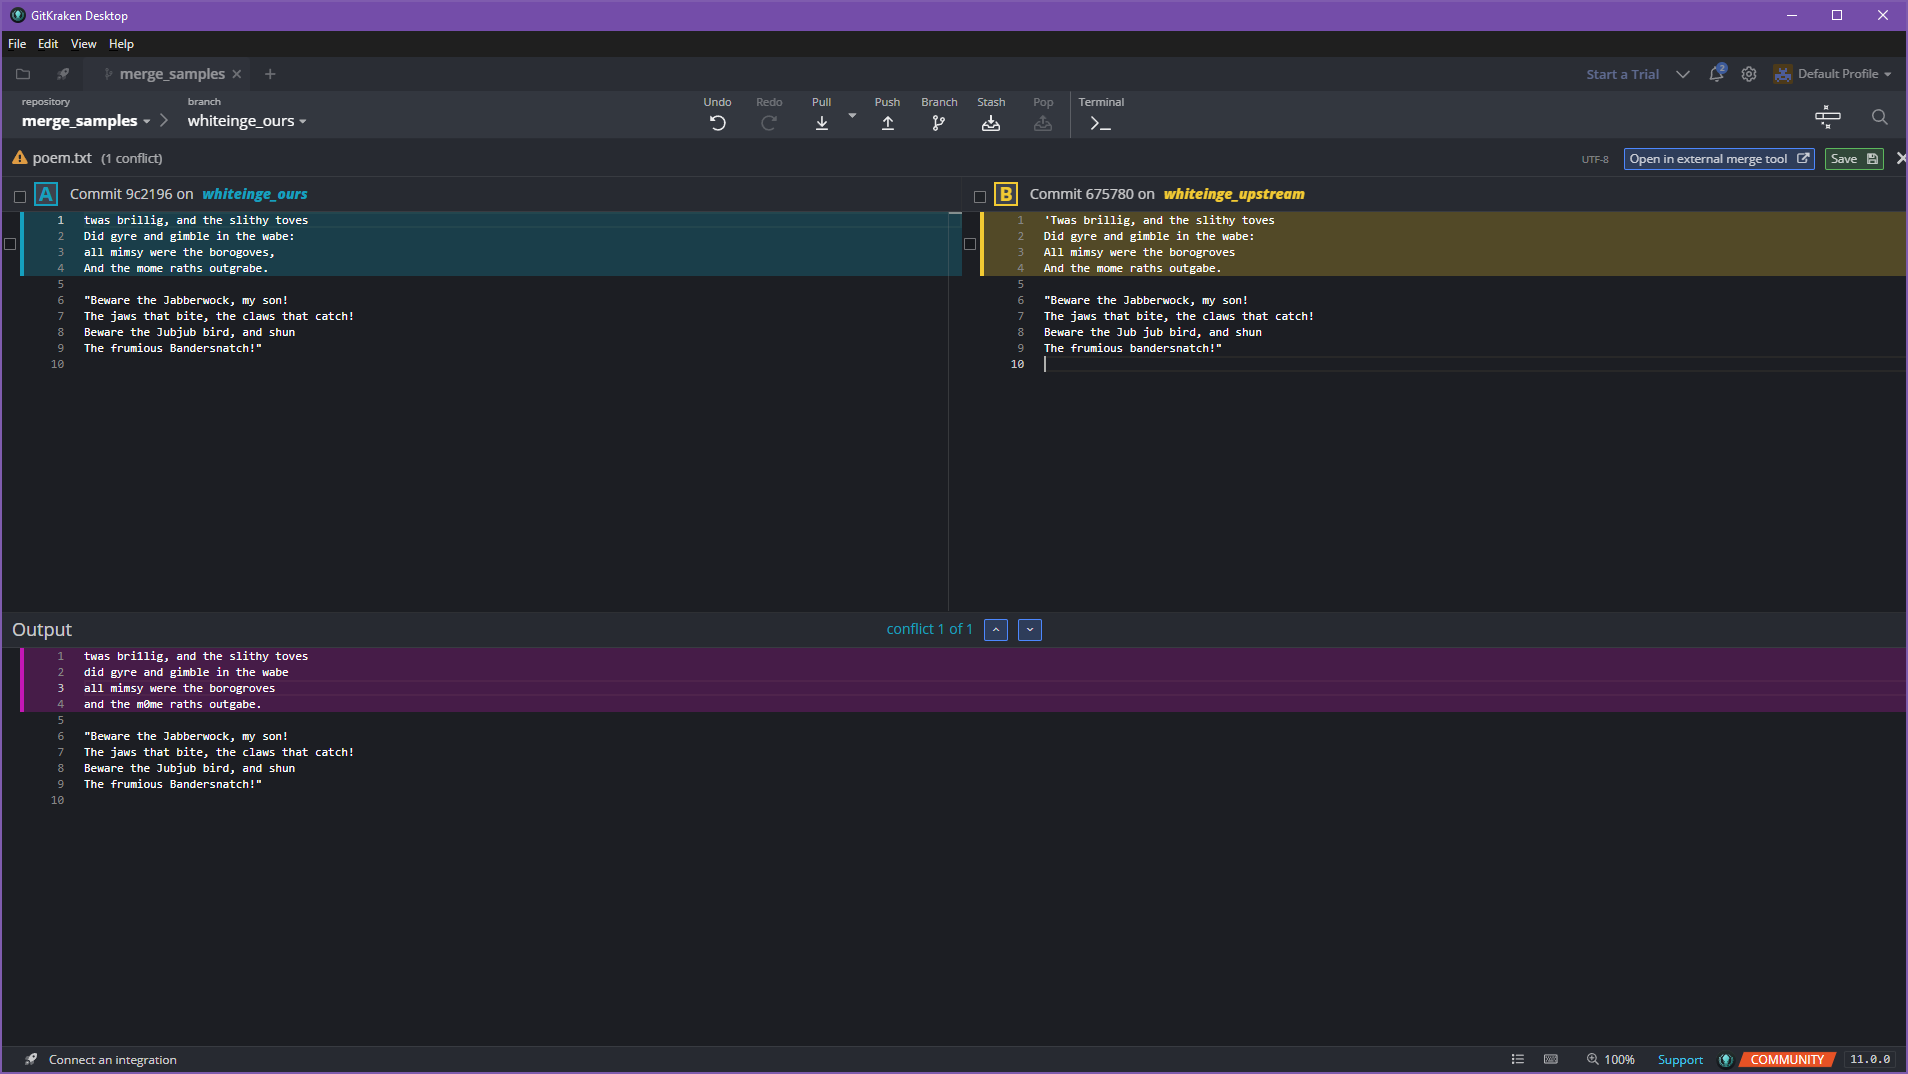 GitKraken Desktop
File Edit View Help
merge_samples
Start a Trial
2
Default Profile
repository
merge_samples
branch
whiteinge_ours
Undo
Redo
Pull
Push
Branch
Stash
Pop
Terminal
poem.txt (1 conflict)
UTF-8
Open in external merge tool
Save
A Commit 9c2196 on whiteinge_ours
1 twas brillig, and the slithy toves
2 Did gyre and gimble in the wabe:
3 all mimsy were the borogoves,
4 And the mome raths outgrabe.
5
6 "Beware the Jabberwock, my son!
7 The jaws that bite, the claws that catch!
8 Beware the Jubjub bird, and shun
9 The frumious Bandersnatch!"
10
B Commit 675780 on whiteinge_upstream
1 'Twas brillig, and the slithy toves
2 Did gyre and gimble in the wabe:
3 All mimsy were the borogroves
4 And the mome raths outgabe.
5
6 "Beware the Jabberwock, my son!
7 The jaws that bite, the claws that catch!
8 Beware the Jub jub bird, and shun
9 The frumious bandersnatch!"
10
Output
conflict 1 of 1
1 twas bri11ig, and the slithy toves
2 did gyre and gimble in the wabe
3 all mimsy were the borogroves
4 and the m0me raths outgabe.
5
6 "Beware the Jabberwock, my son!
7 The jaws that bite, the claws that catch!
8 Beware the Jubjub bird, and shun
9 The frumious Bandersnatch!"
10
Connect an integration
100%
Support
COMMUNITY
11.0.0